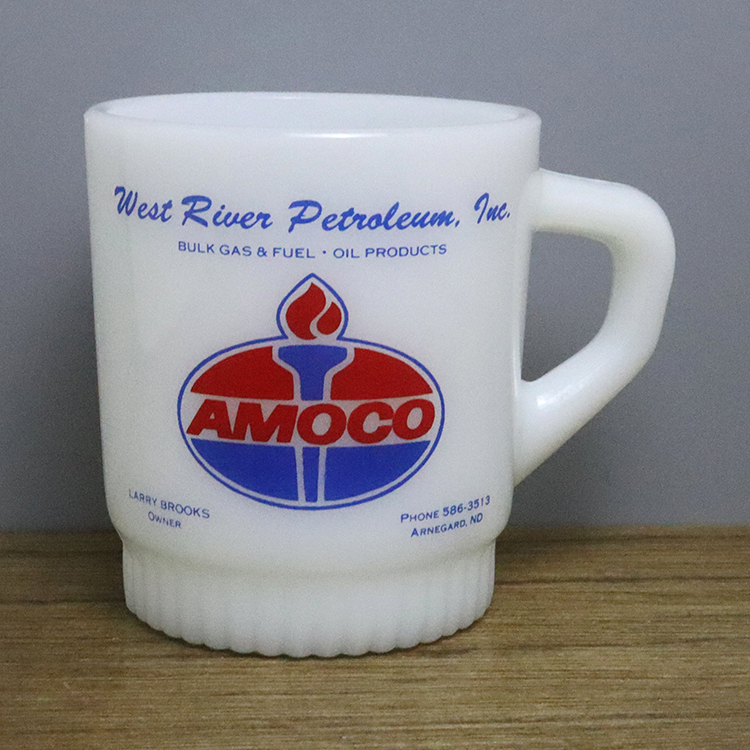 West River Petroleum, Inc.
BULK GAS & FUEL · OIL PRODUCTS
AMOCO
LARRY BROOKS
OWNER
PHONE 586-3513
ARNEGARD, ND